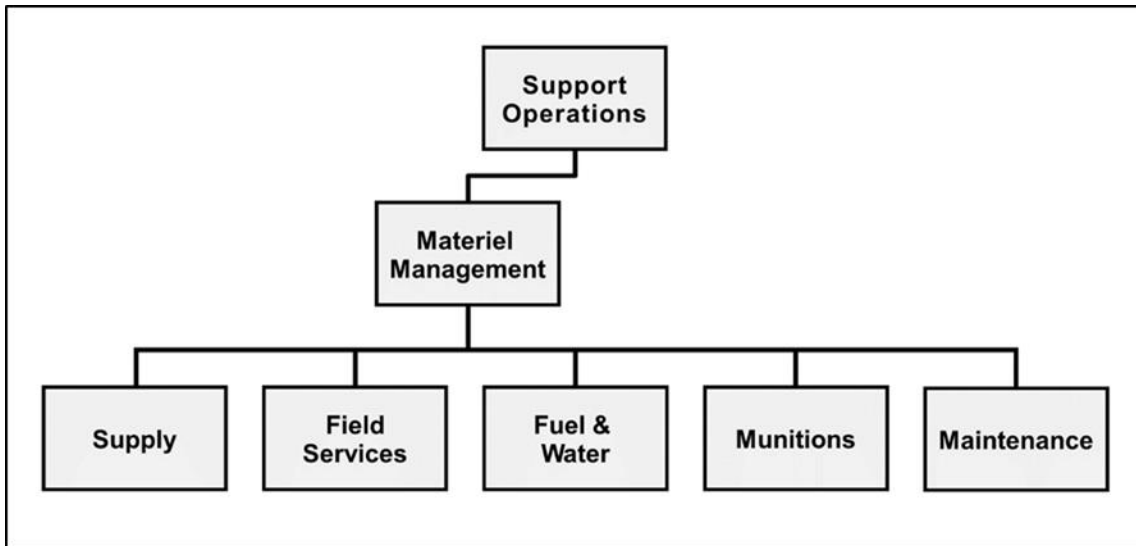 Support
Operations
Materiel
Management
Supply
Field
Services
Fuel &
Water
Munitions
Maintenance